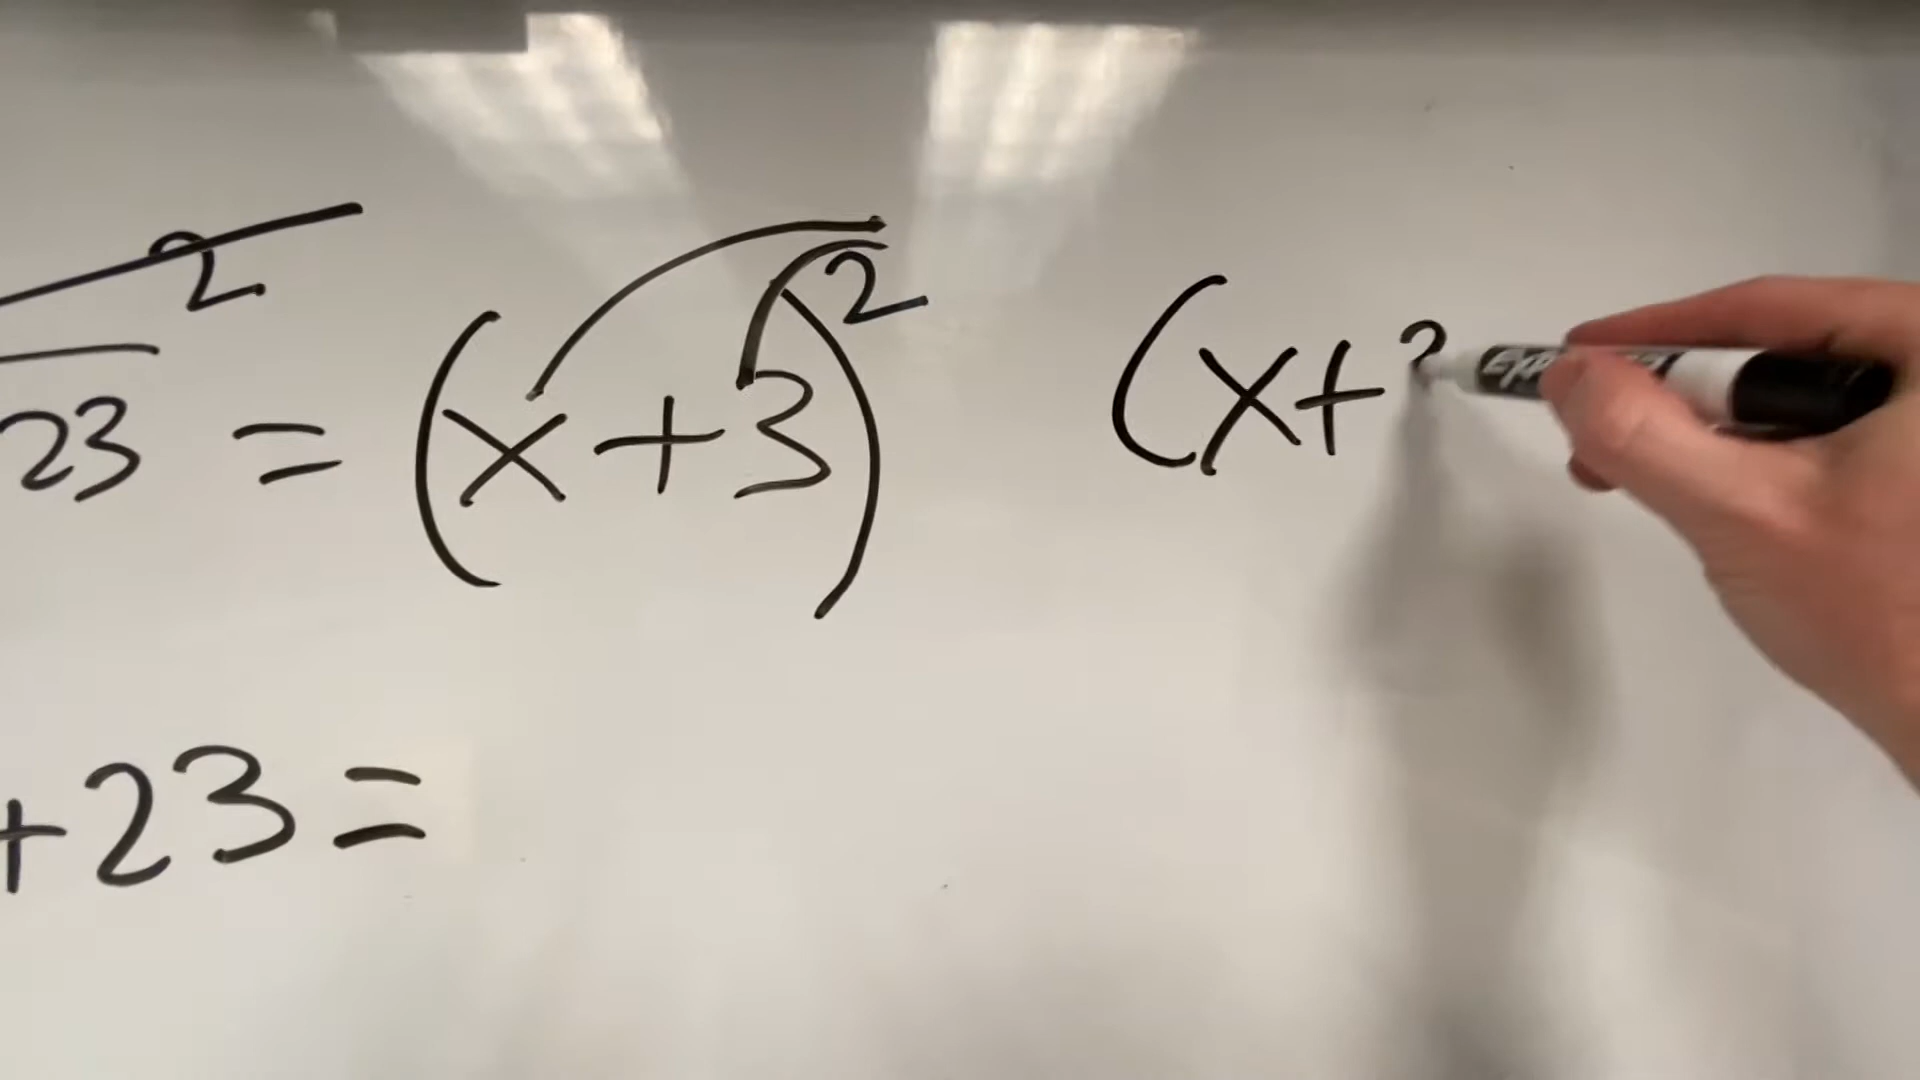 2
23 = (x+3)² (x+
+23=